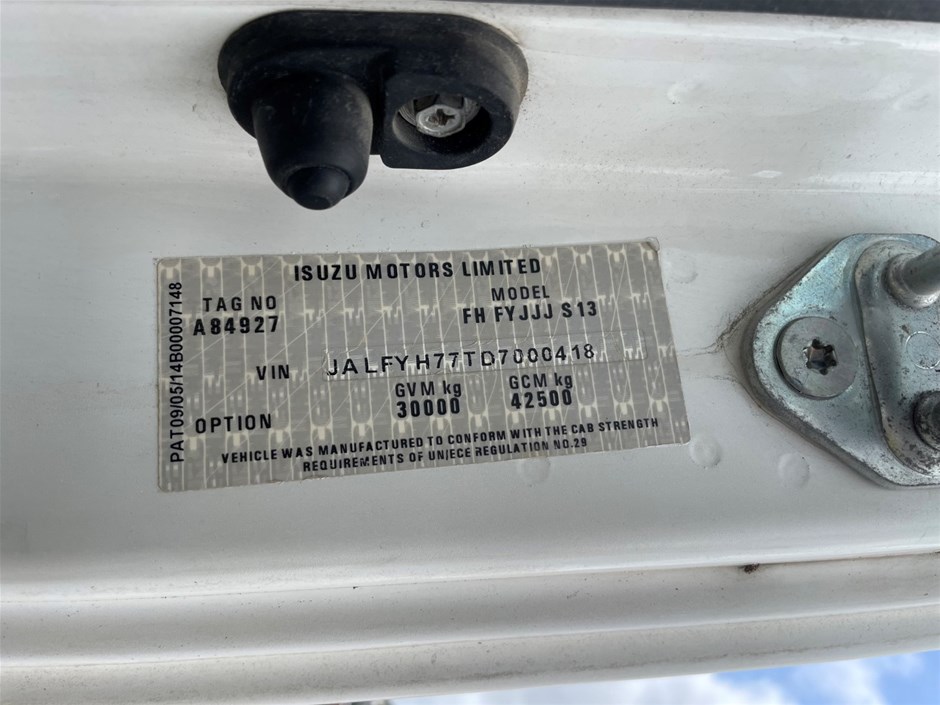 ISUZU MOTORS LIMITED
TAG NO
A84927
MODEL
FH FYJJJ S13
VIN JALFYH77TD7000418
GVM kg
30000
GCM kg
42500
OPTION
VEHICLE WAS MANUFACTURED TO CONFORM WITH THE CAB STRENGTH
REQUIREMENTS OF UN/ECE REGULATION NO.29
PAT09/05/14B00007148